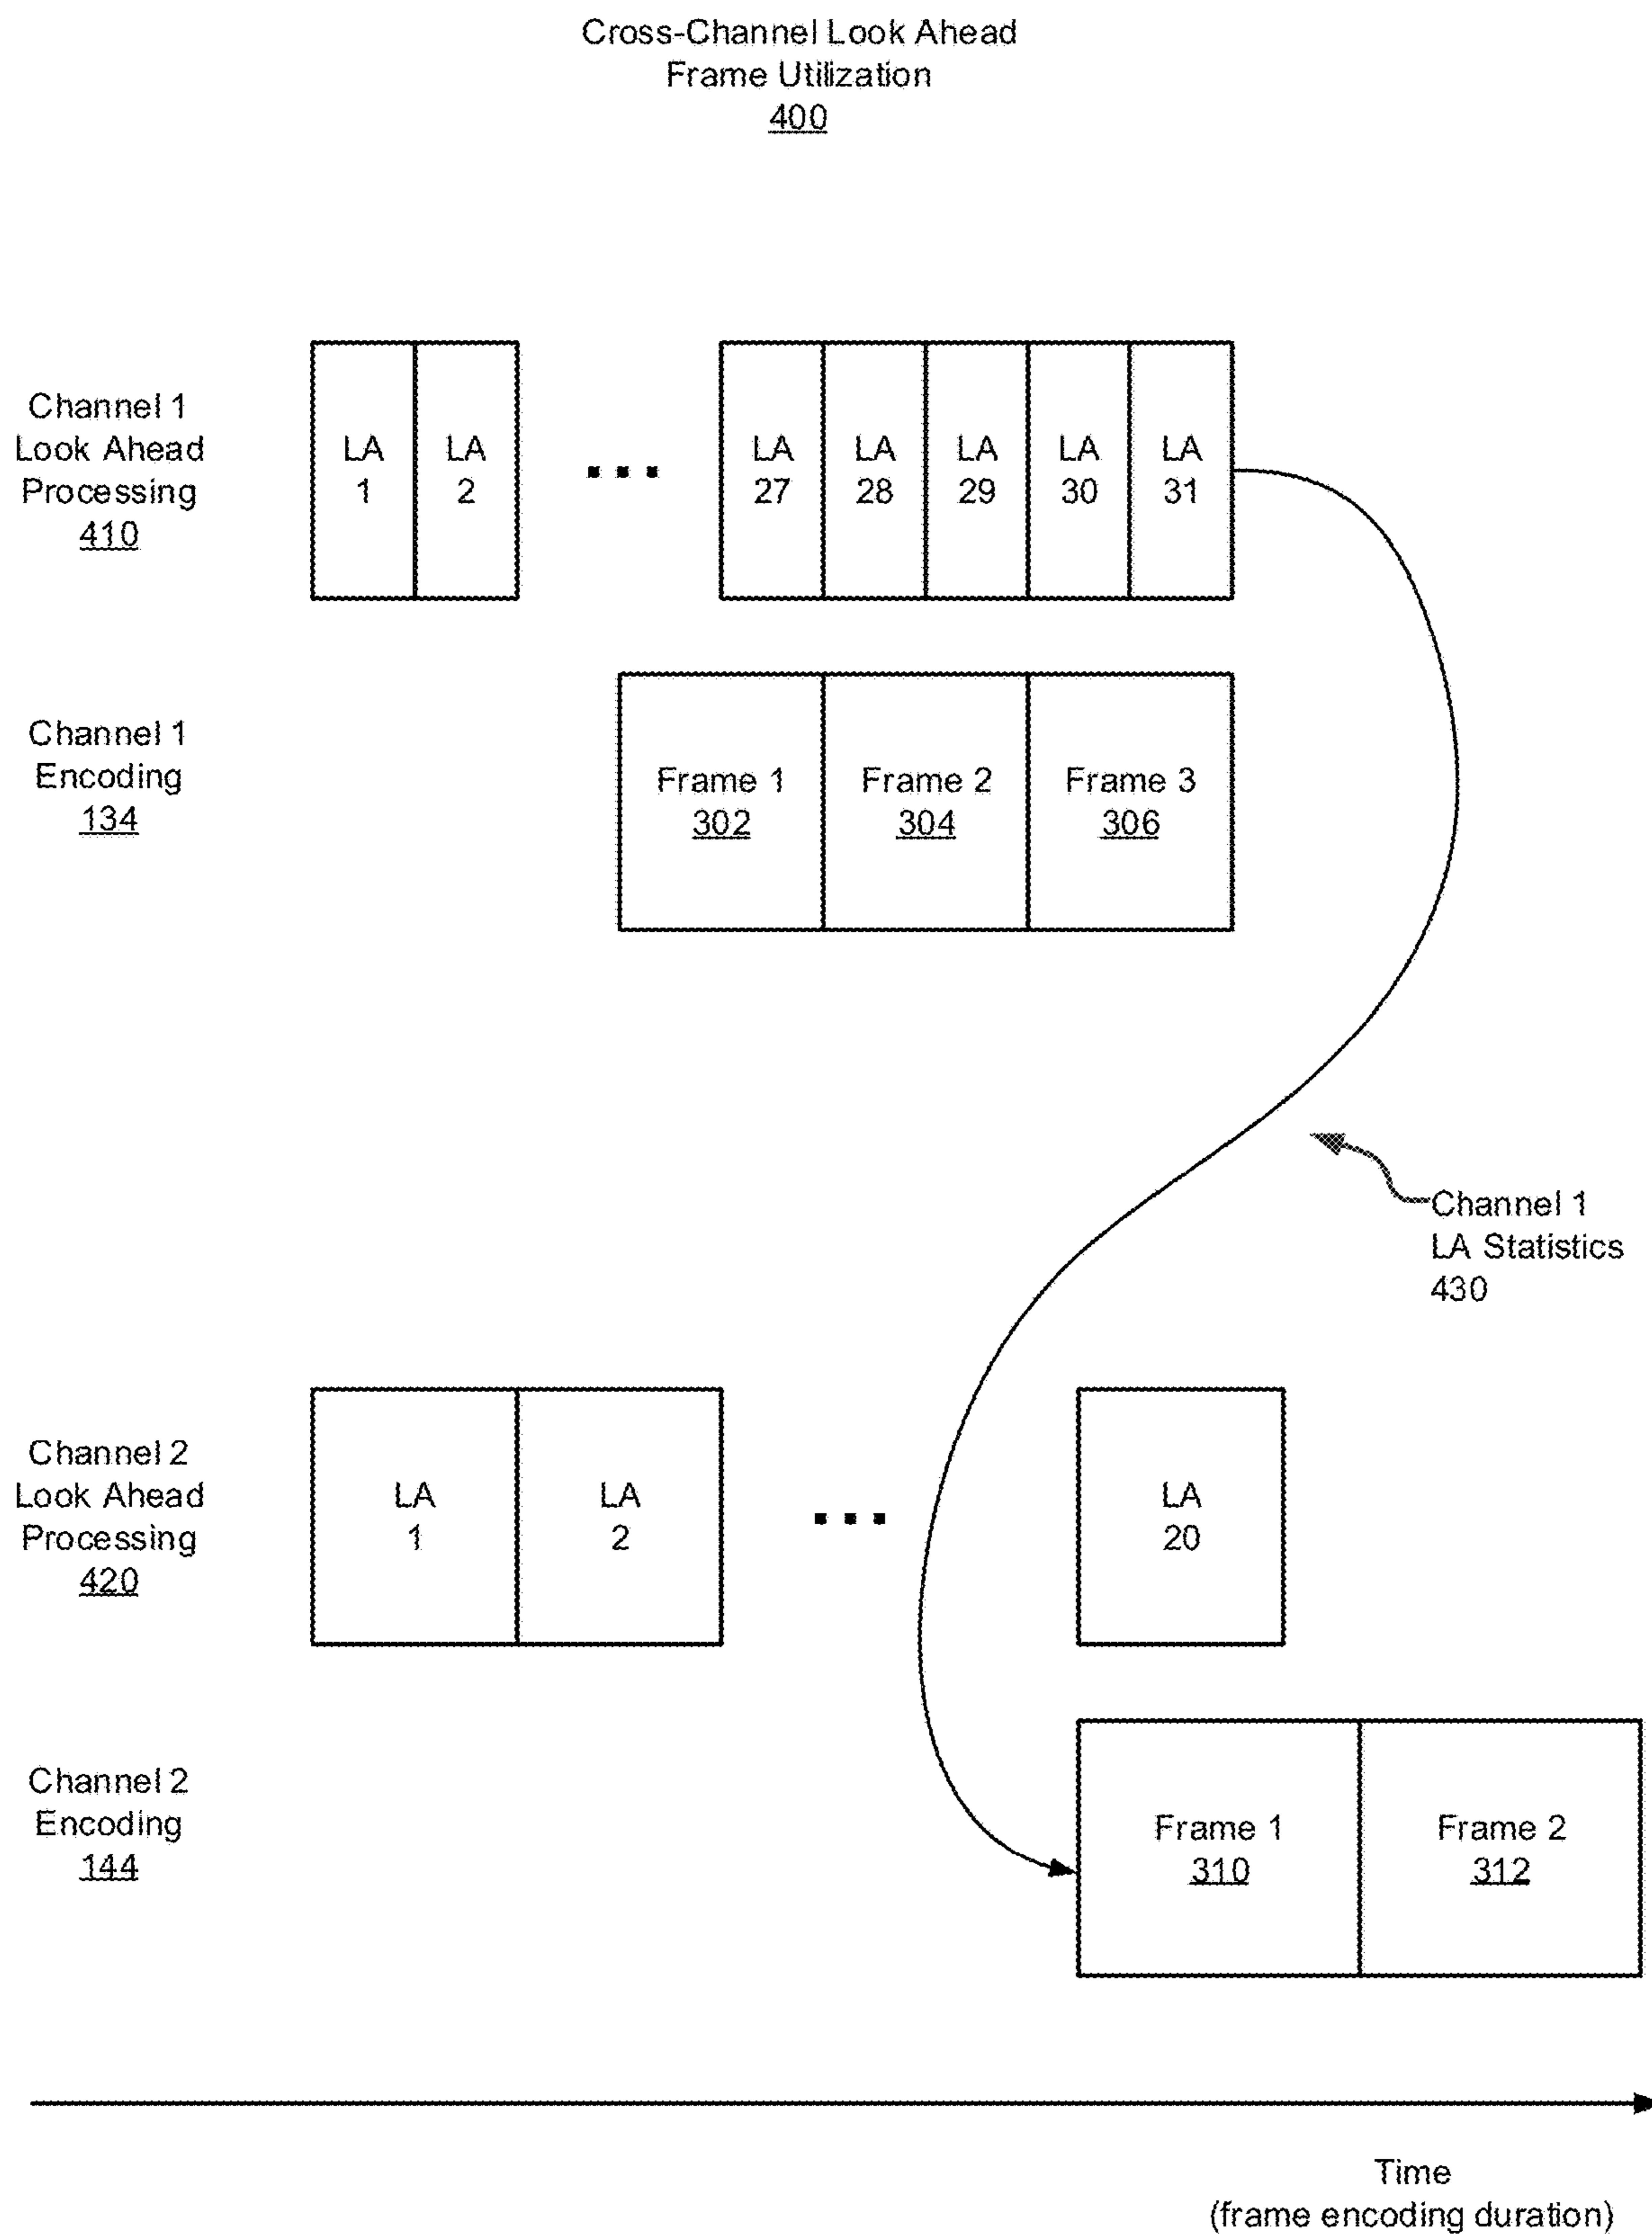 Cross-Channel Look Ahead
Frame Utilization
400
Channel 1
Look Ahead
Processing
410
LA
1
LA
2
LA
27
LA
28
LA
29
LA
30
LA
31
Channel 1
Encoding
134
Frame 1
302
Frame 2
304
Frame 3
306
Channel 1
LA Statistics
430
Channel 2
Look Ahead
Processing
420
LA
1
LA
2
LA
20
Channel 2
Encoding
144
Frame 1
310
Frame 2
312
Time
(frame encoding duration)